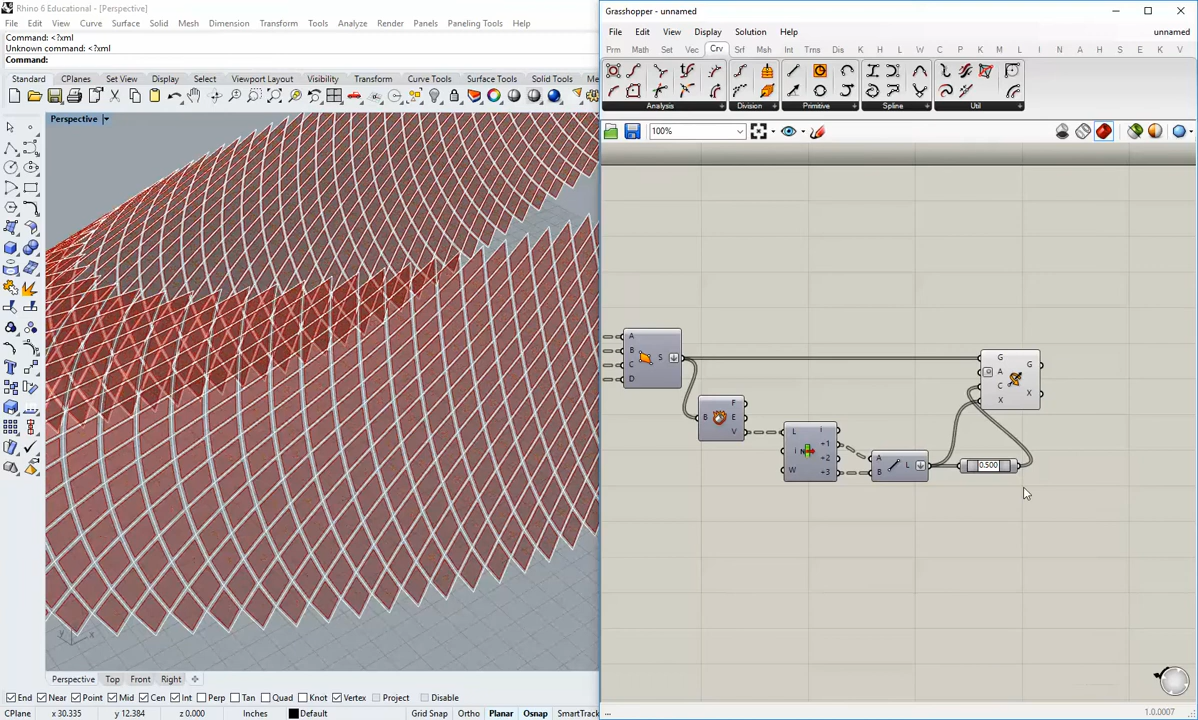 Rhino 6 Educational - [Perspective]
File Edit View Curve Surface Solid Mesh Dimension Transform Tools Analyze Render Panels Paneling Tools Help
Command: <?xml
Unknown command: <?xml
Command:
Standard CPlanes Set View Display Select Viewport Layout Visibility Transform Curve Tools Surface Tools Solid Tools
Perspective
y x
Perspective Top Front Right
End Near Point Mid Cen Int Perp Tan Quad Knot Vertex Project Disable
CPlane x 30.335 y 12.384 z 0.000 Inches Default Grid Snap Ortho Planar Osnap SmartTrack
Grasshopper - unnamed
File Edit View Display Solution Help unnamed
Prm Math Set Vec Crv Srf Msh Int Trns Dis K H L W C P M L I N A H E K V
Analysis Division Primitive Spline Util
100%
A B C D S
B F E V
L i W i +1 +2 +3
A B L
0.500
G A C X G X
...
1.0.0007